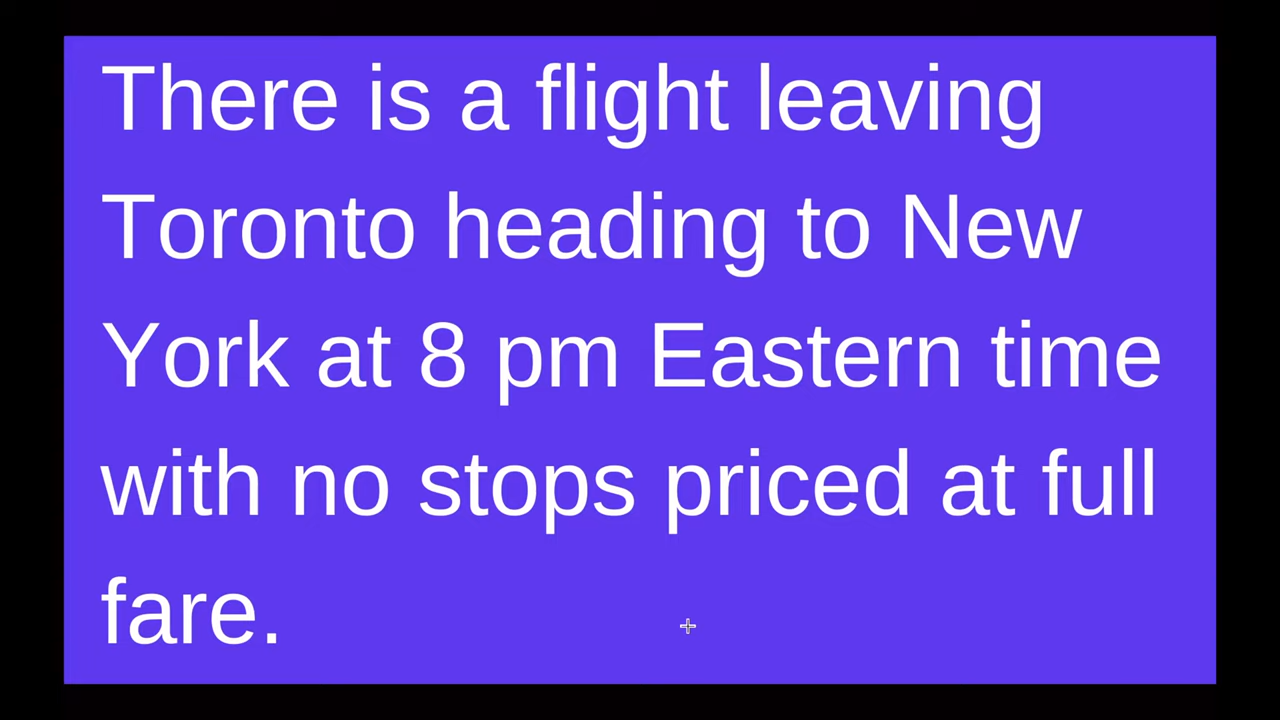 There is a flight leaving
Toronto heading to New
York at 8 pm Eastern time
with no stops priced at full
fare.